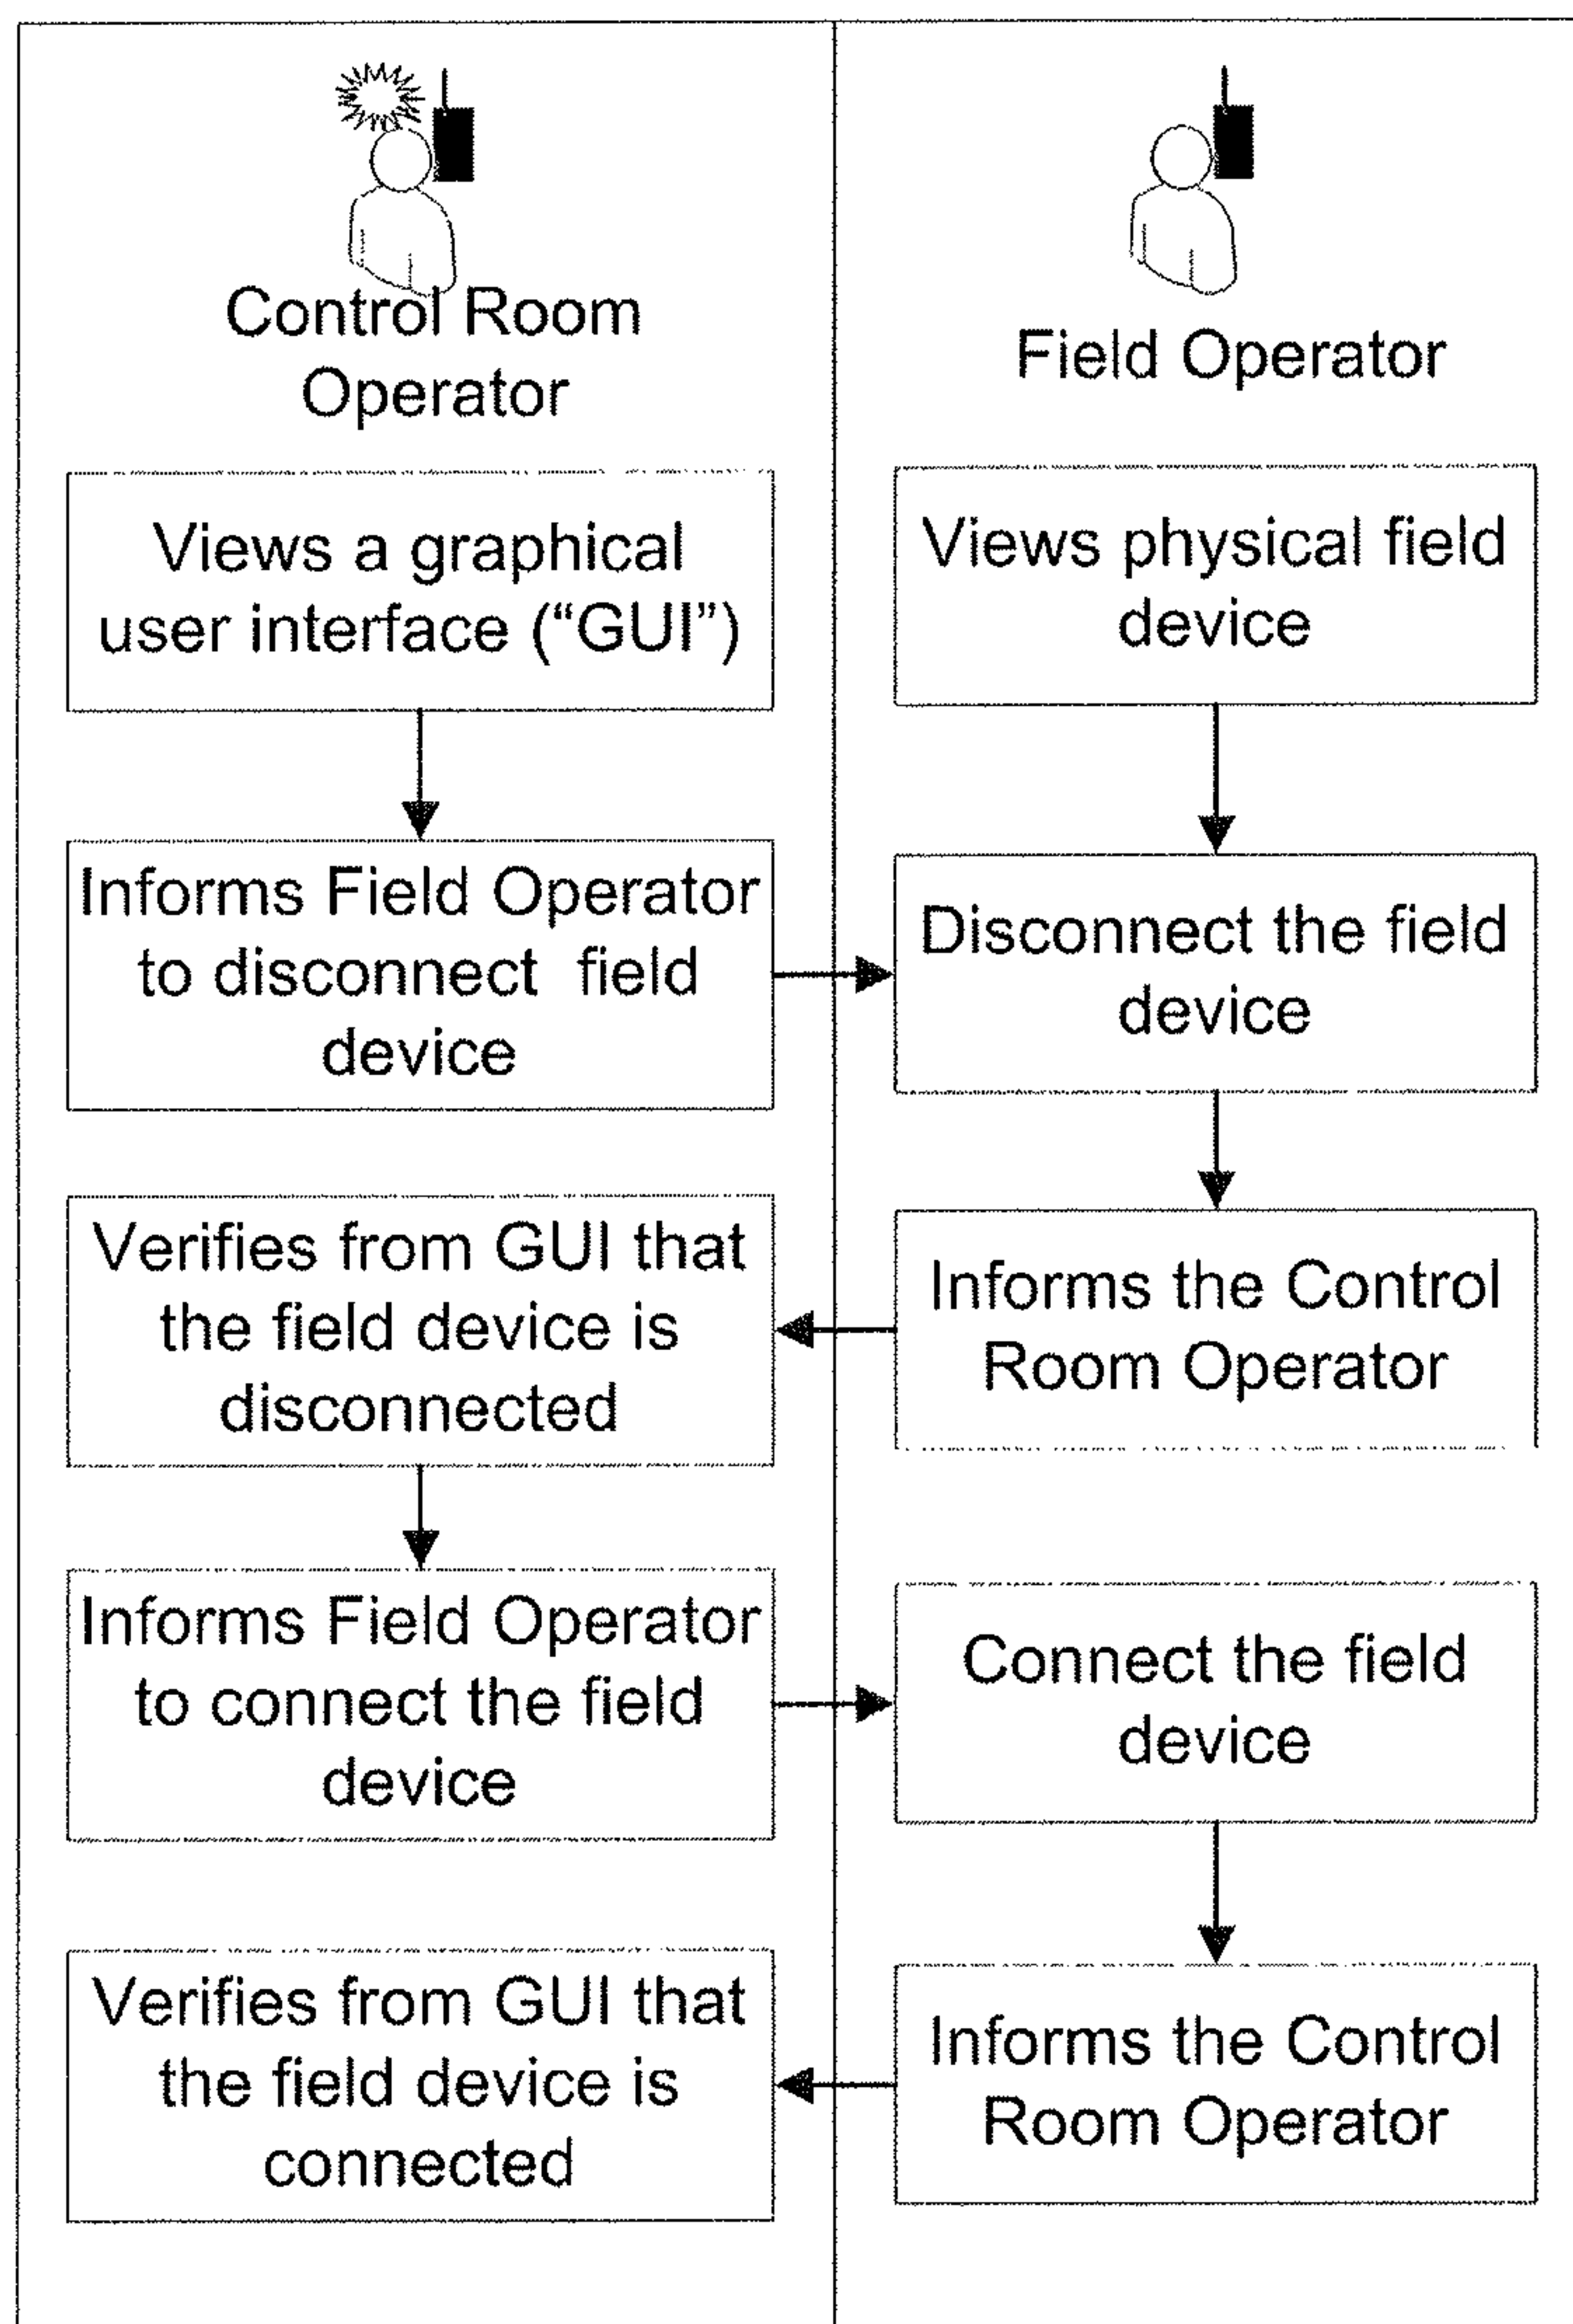 Control Room
Operator
Field Operator
Views a graphical
user interface (“GUI”)
Views physical field
device
Informs Field Operator
to disconnect field
device
Disconnect the field
device
Verifies from GUI that
the field device is
disconnected
Informs the Control
Room Operator
Informs Field Operator
to connect the field
device
Connect the field
device
Verifies from GUI that
the field device is
connected
Informs the Control
Room Operator